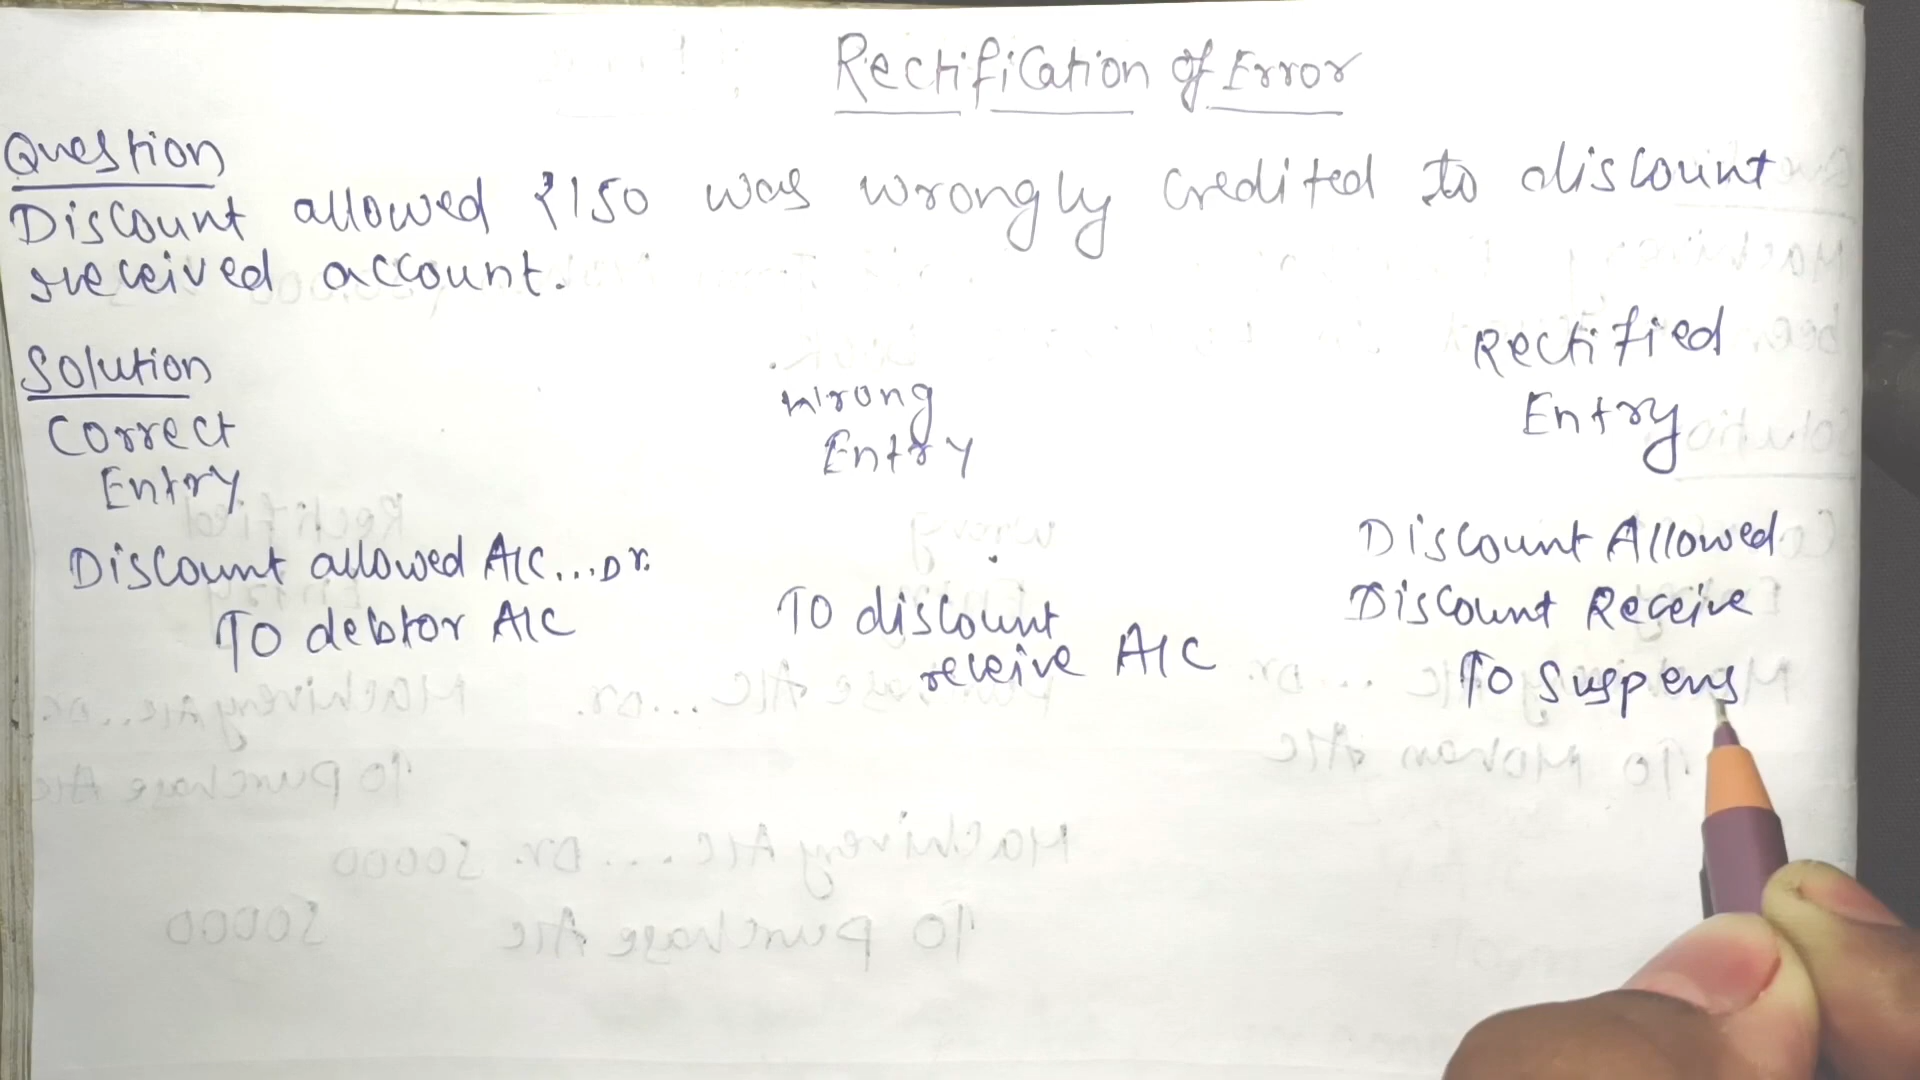 Rectification of Error
Question
Discount allowed ₹150 was wrongly credited to discount
received account.
Solution
Correct
Entry
Wrong
Entry
Rectified
Entry
Discount allowed A/C...Dr.
To debtor A/C
To discount
receive A/C
Discount Allowed
Discount Receive
To Suspens